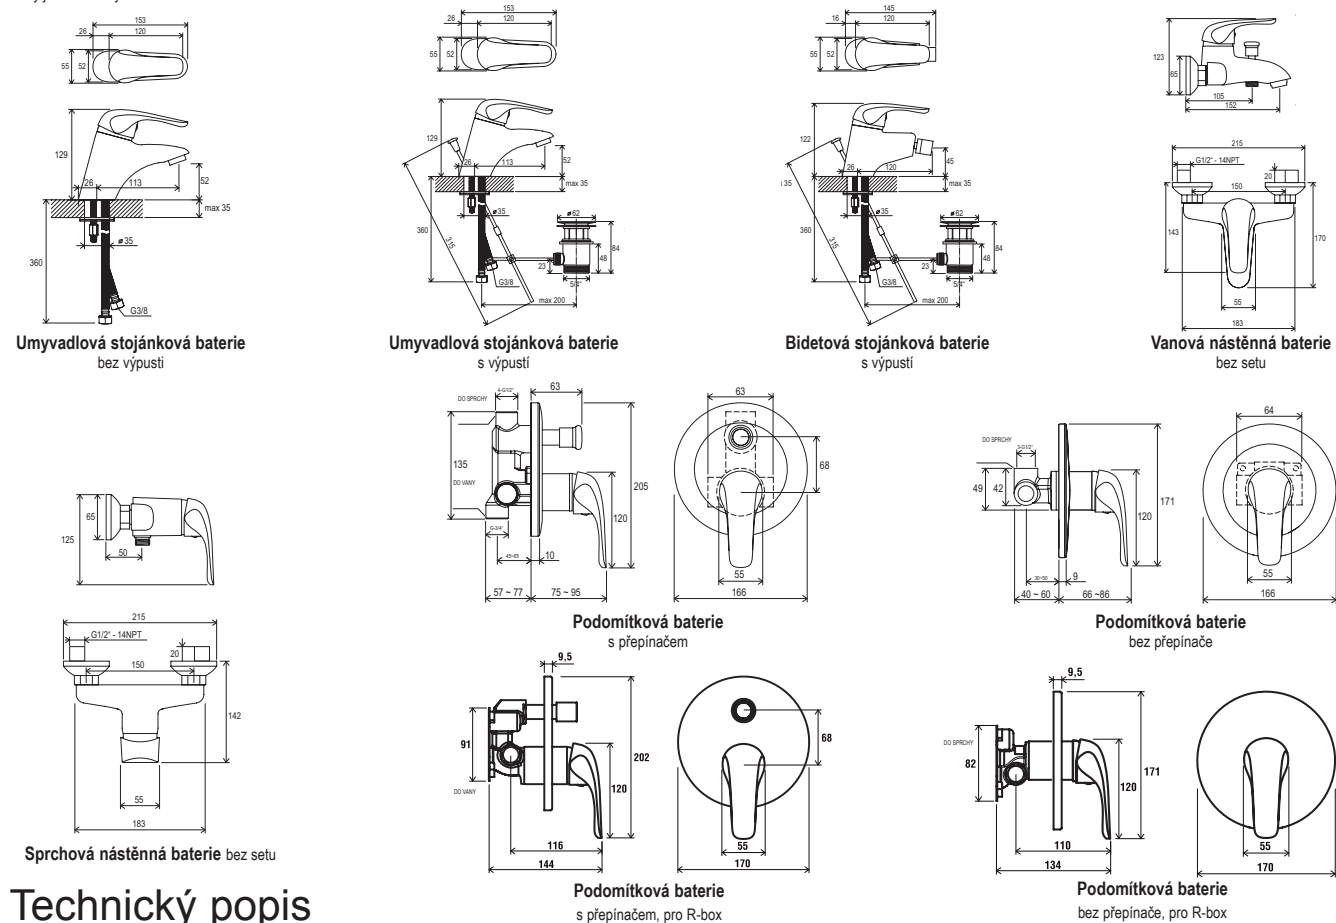 153
26
120
55
52
129
26
113
52
max 35
ø 35
360
G3/8
Umyvadlová stojánková baterie
bez výpusti
153
26
120
55
52
129
26
113
52
max 35
ø 35
ø 62
360
315
84
48
23
G3/8
5/4"
max 200
Umyvadlová stojánková baterie
s výpustí
145
16
120
55
52
122
26
120
45
max 35
ø 35
ø 62
360
315
84
48
23
G3/8
5/4"
max 200
Bidetová stojánková baterie
s výpustí
123
65
105
152
215
G1/2" - 14NPT
20
150
143
170
55
183
Vanová nástěnná baterie
bez setu
125
65
50
215
G1/2" - 14NPT
20
150
142
55
183
Sprchová nástěnná baterie bez setu
4-G1/2"
63
DO SPRCHY
135
DO VANY
205
120
G-3/4"
45~65
10
57 ~ 77
75 ~ 95
63
68
55
166
Podomítková baterie
s přepínačem
DO SPRCHY
3-G1/2"
49
42
171
120
30~50
9
40 ~ 60
66 ~86
64
55
166
Podomítková baterie
bez přepínače
9,5
91
DO VANY
202
120
116
144
68
55
170
Podomítková baterie
s přepínačem, pro R-box
9,5
DO SPRCHY
82
171
120
110
134
55
170
Podomítková baterie
bez přepínače, pro R-box
Technický popis